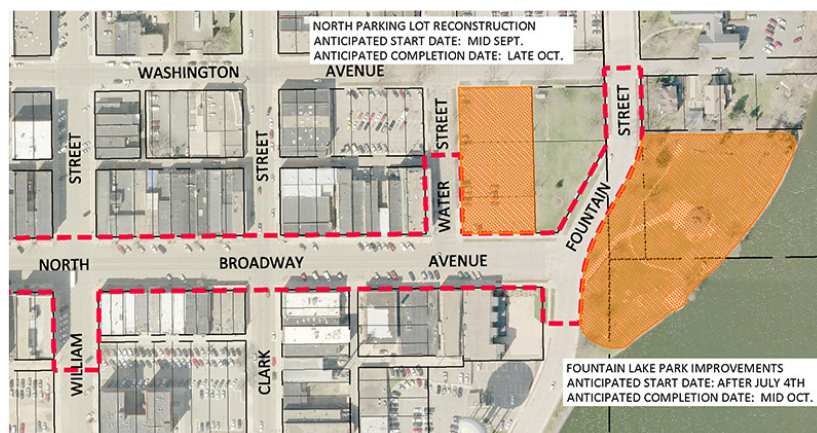 NORTH PARKING LOT RECONSTRUCTION
ANTICIPATED START DATE: MID SEPT.
ANTICIPATED COMPLETION DATE: LATE OCT.
WASHINGTON AVENUE
STREET
STREET
STREET
STREET
WATER
FOUNTAIN
NORTH BROADWAY AVENUE
WILLIAM
CLARK
FOUNTAIN LAKE PARK IMPROVEMENTS
ANTICIPATED START DATE: AFTER JULY 4TH
ANTICIPATED COMPLETION DATE: MID OCT.